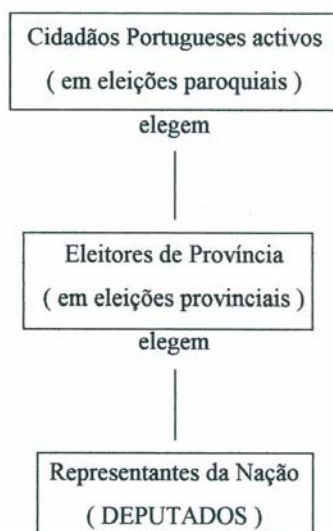 Cidadãos Portugueses activos
( em eleições paroquiais )
elegem
Eleitores de Província
( em eleições provinciais )
elegem
Representantes da Nação
( DEPUTADOS )